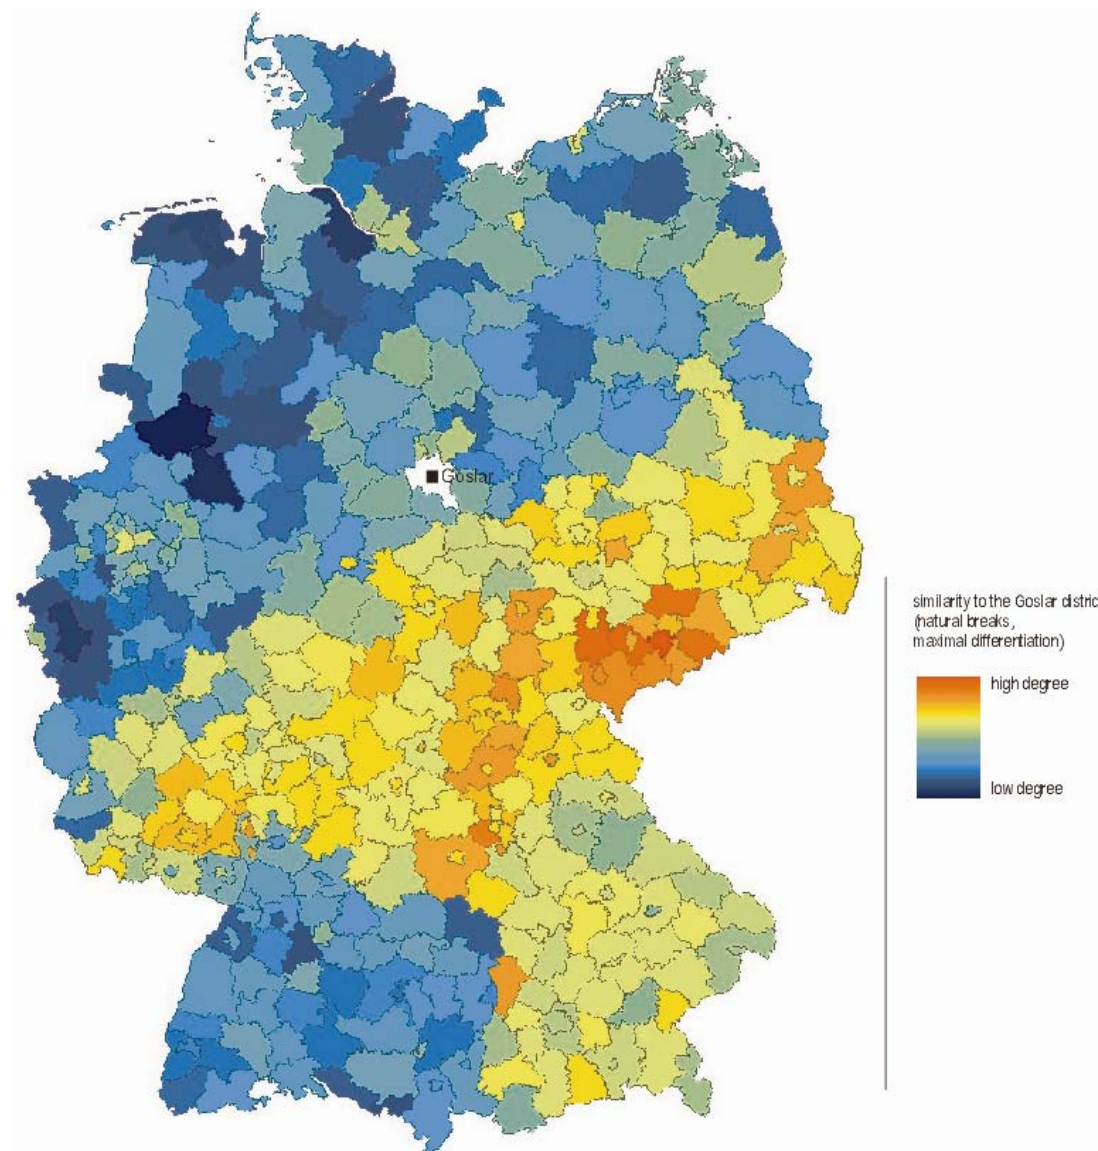 Goslar
similarity to the Goslar distric
(natural breaks,
maximal differentiation)
high degree
low degree